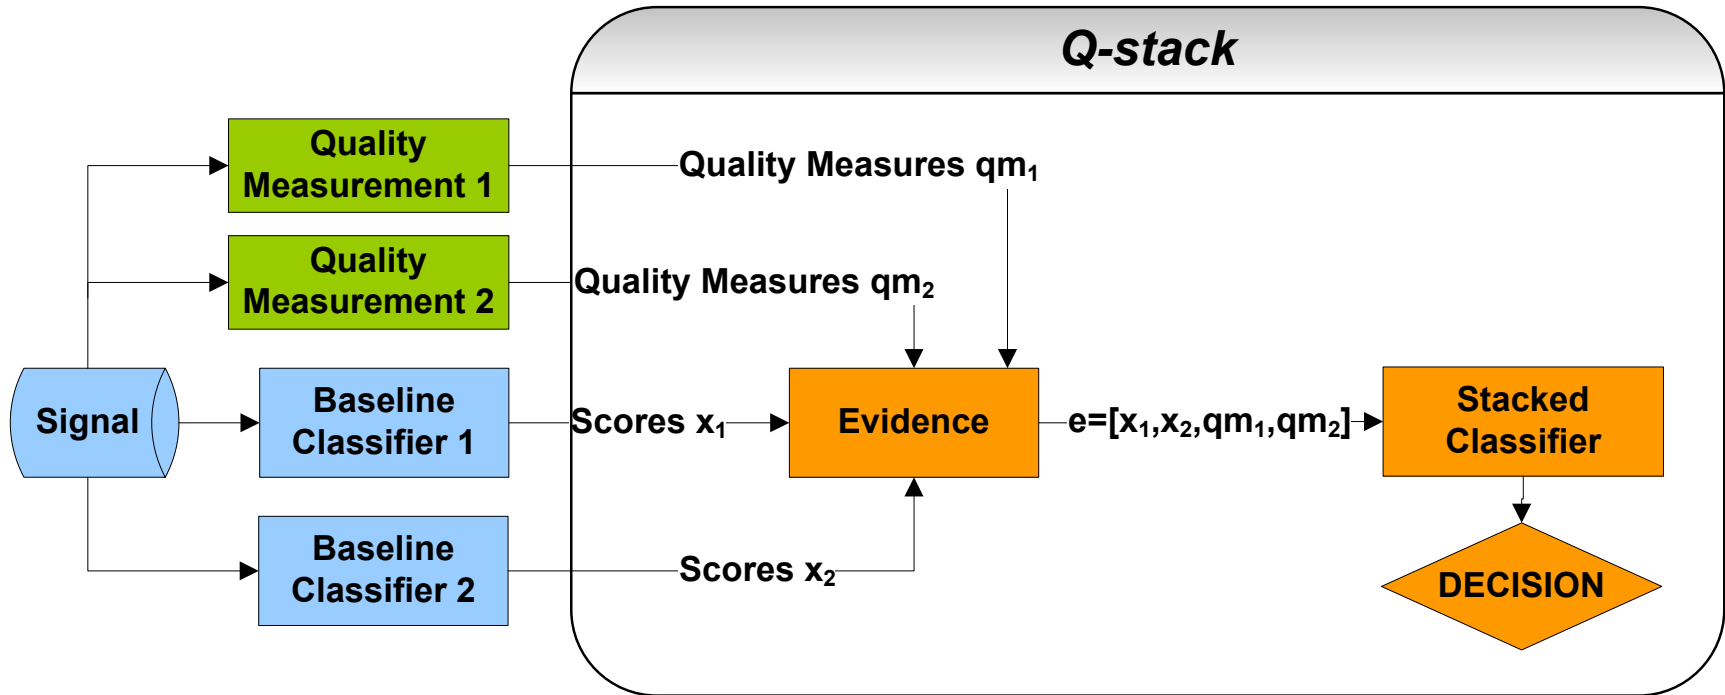 Q-stack
Quality
Measurement 1
Quality Measures qm₁
Quality
Measurement 2
Quality Measures qm₂
Signal
Baseline
Classifier 1
Scores x₁
Evidence
e=[x₁,x₂,qm₁,qm₂]
Stacked
Classifier
Baseline
Classifier 2
Scores x₂
DECISION